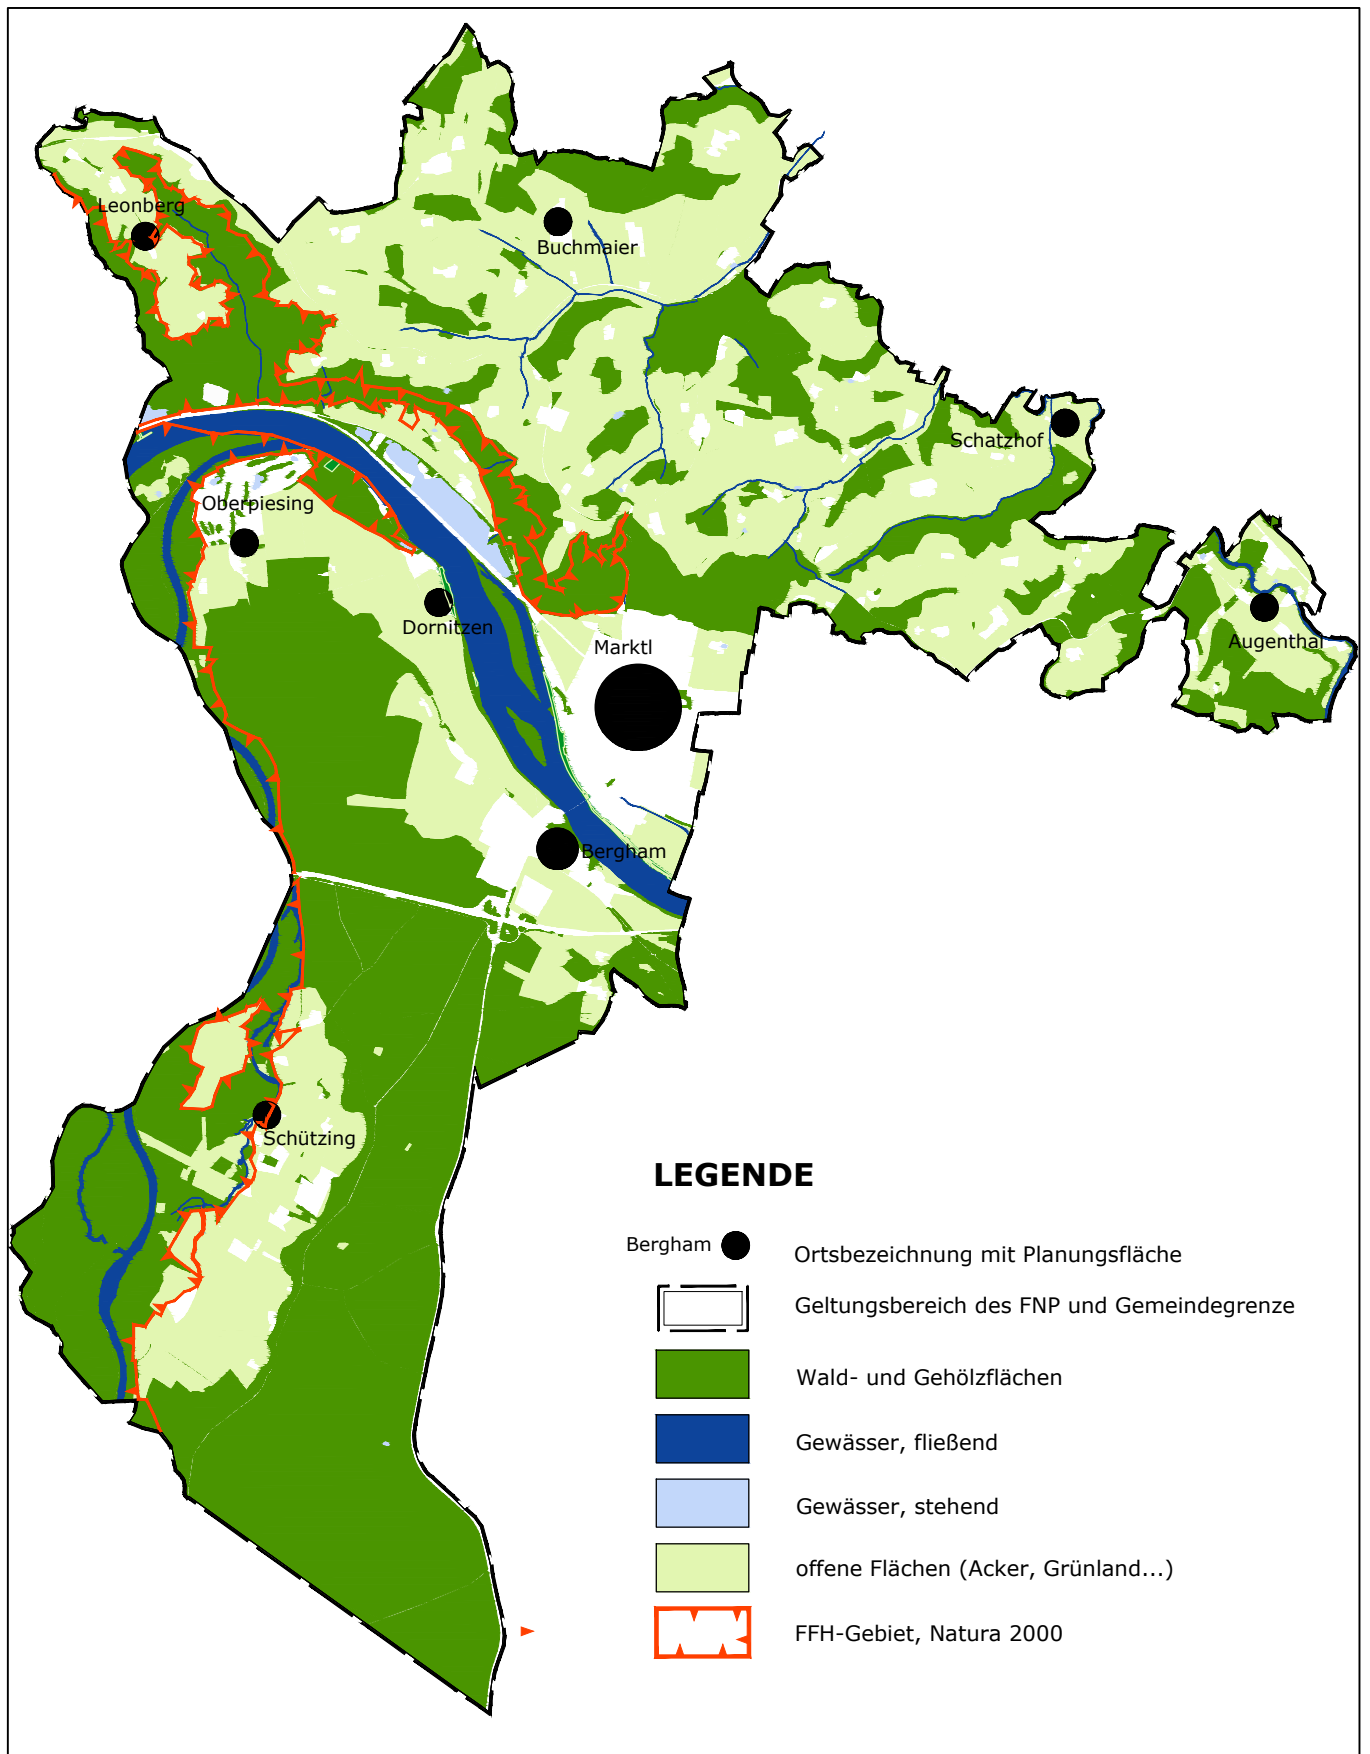 Leonberg
Buchmaier
Schatzhof
Oberpiesing
Dornitzen
Marktl
Augenthal
Bergham
Schützing
LEGENDE
Bergham
Ortsbezeichnung mit Planungsfläche
Geltungsbereich des FNP und Gemeindegrenze
Wald- und Gehölzflächen
Gewässer, fließend
Gewässer, stehend
offene Flächen (Acker, Grünland...)
FFH-Gebiet, Natura 2000